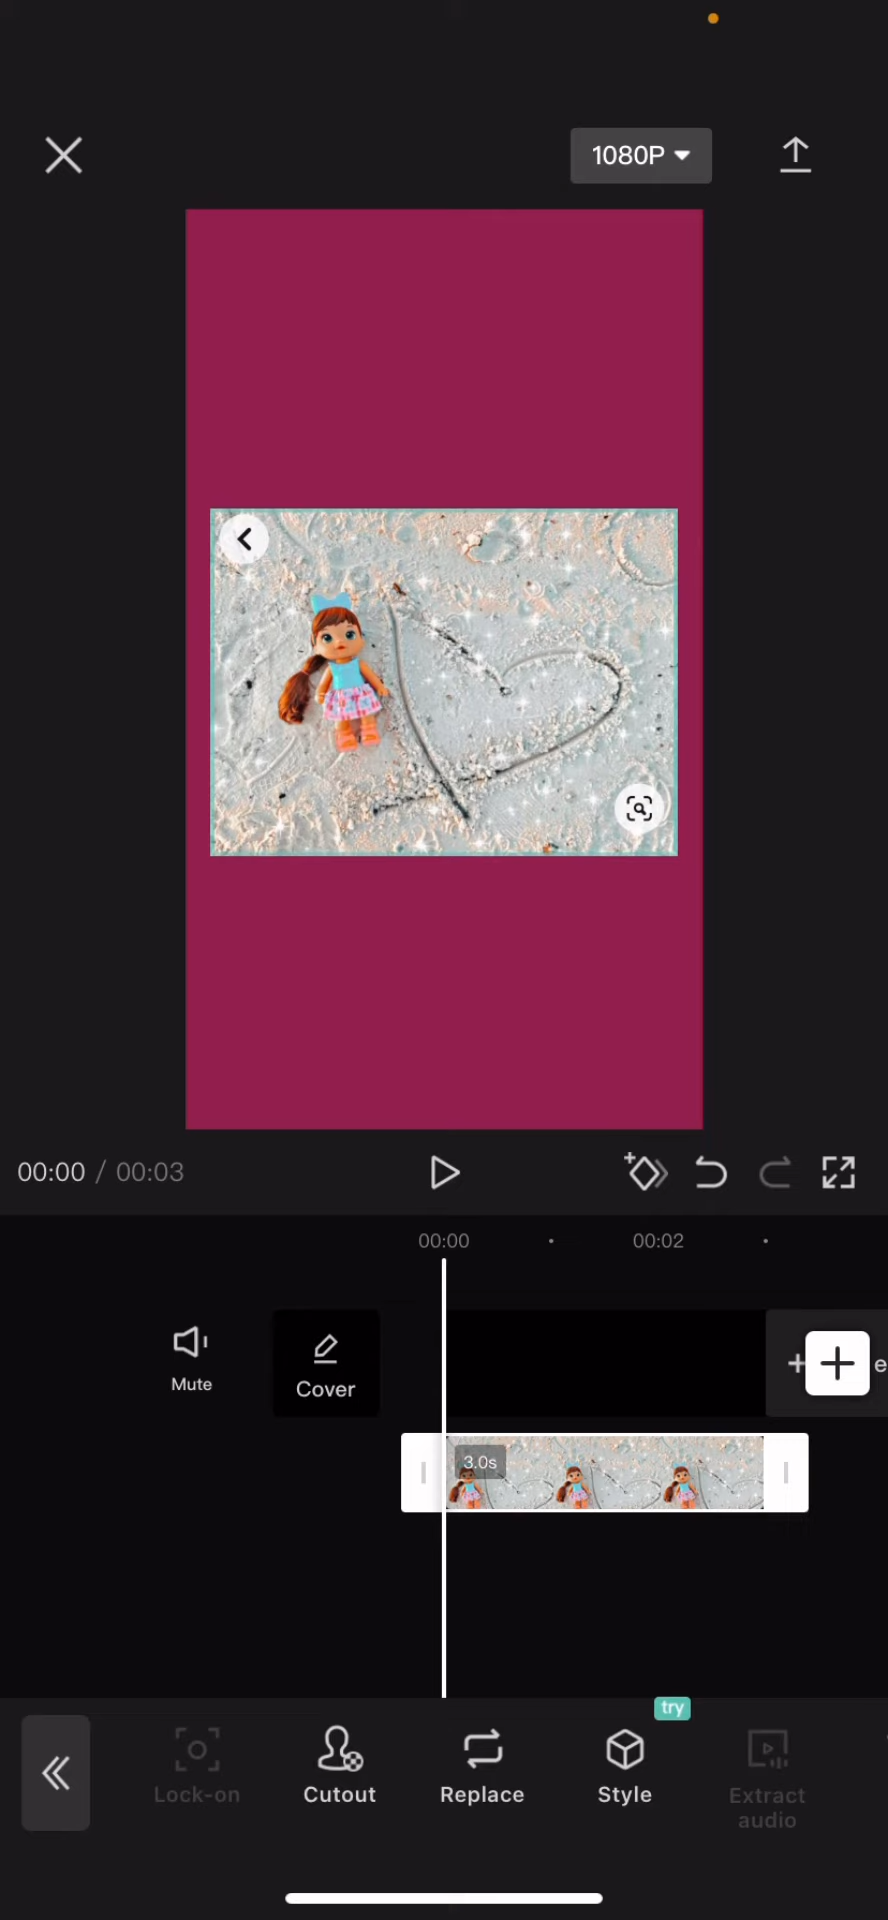 1080P
00:00 / 00:03
00:00 00:02
Mute
Cover
3.0s
try
Lock-on
Cutout
Replace
Style
Extract
audio